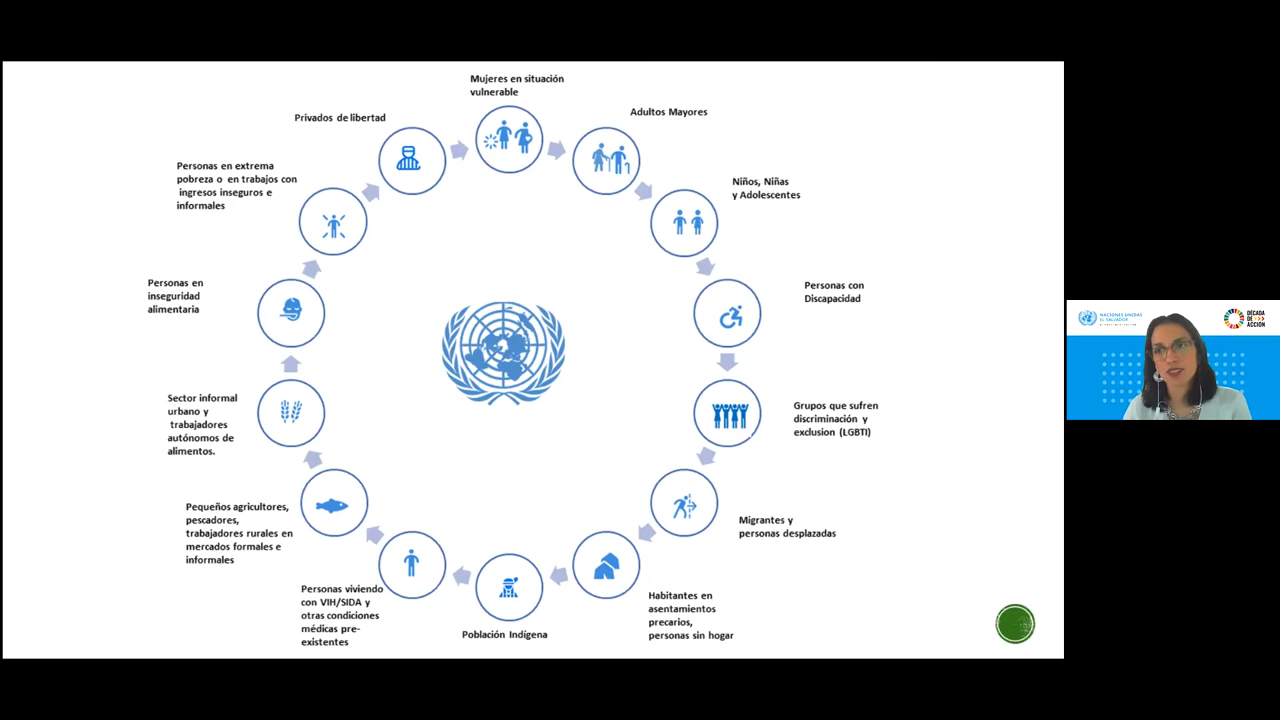 Mujeres en situación
vulnerable
Adultos Mayores
Niños, Niñas
y Adolescentes
Personas con
Discapacidad
Grupos que sufren
discriminación y
exclusion (LGBTI)
Migrantes y
personas desplazadas
Habitantes en
asentamientos
precarios,
personas sin hogar
Población Indígena
Personas viviendo
con VIH/SIDA y
otras condiciones
médicas pre-
existentes
Pequeños agricultores,
pescadores,
trabajadores rurales en
mercados formales e
informales
Sector informal
urbano y
trabajadores
autónomos de
alimentos.
Personas en
inseguridad
alimentaria
Personas en extrema
pobreza o en trabajos con
ingresos inseguros e
informales
Privados de libertad
NACIONES UNIDAS
EL SALVADOR
DÉCADA
DE
ACCIÓN